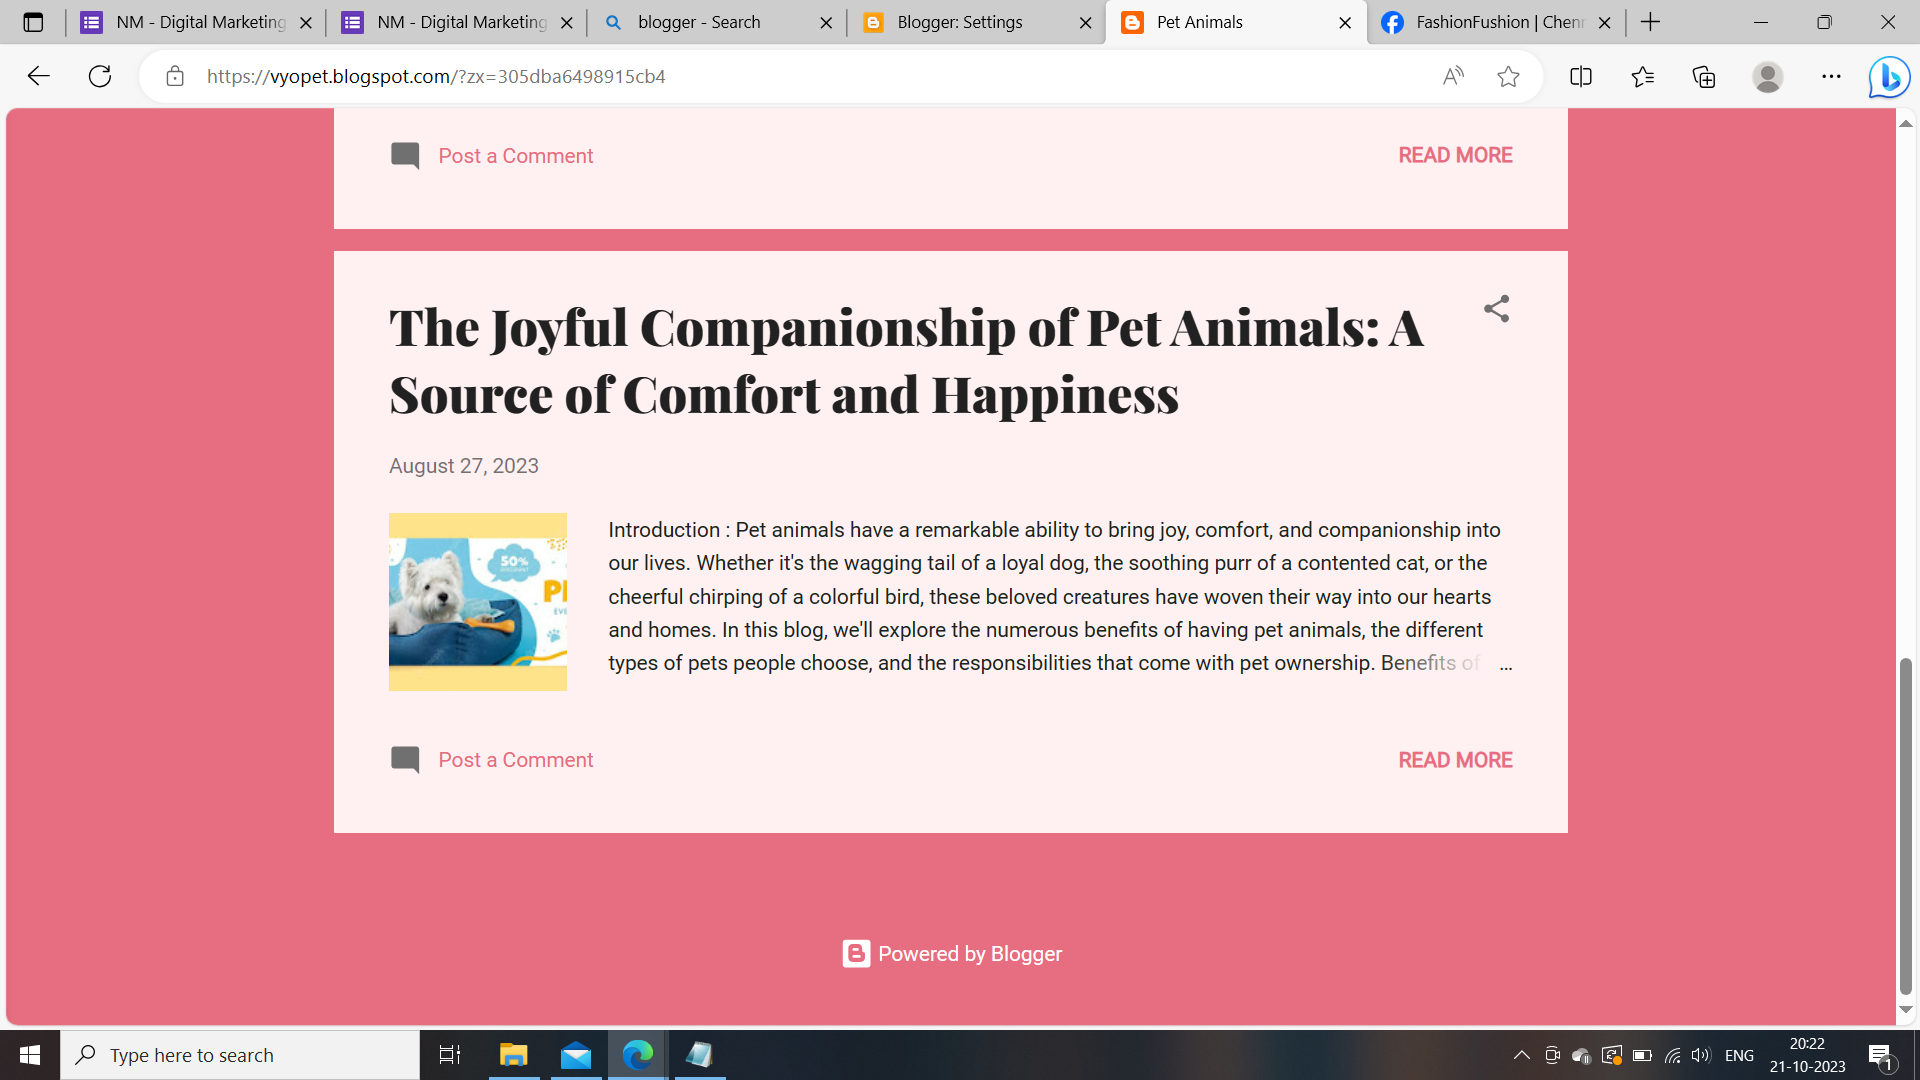 NM - Digital Marketing
NM - Digital Marketing
blogger - Search
Blogger: Settings
Pet Animals
FashionFushion | Chen
https://vyopet.blogspot.com/?zx=305dba6498915cb4
Post a Comment
READ MORE
The Joyful Companionship of Pet Animals: A
Source of Comfort and Happiness
August 27, 2023
50%
Introduction : Pet animals have a remarkable ability to bring joy, comfort, and companionship into
our lives. Whether it's the wagging tail of a loyal dog, the soothing purr of a contented cat, or the
cheerful chirping of a colorful bird, these beloved creatures have woven their way into our hearts
and homes. In this blog, we'll explore the numerous benefits of having pet animals, the different
types of pets people choose, and the responsibilities that come with pet ownership. Benefits of ...
Post a Comment
READ MORE
Powered by Blogger
Type here to search
ENG
20:22
21-10-2023
1